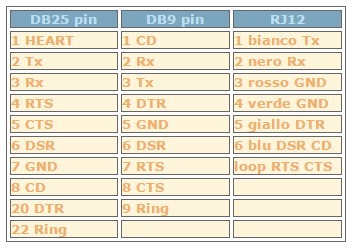 DB25 pin DB9 pin RJ12
1 HEART 1 CD 1 bianco Tx
2 Tx 2 Rx 2 nero Rx
3 Rx 3 Tx 3 rosso GND
4 RTS 4 DTR 4 verde GND
5 CTS 5 GND 5 giallo DTR
6 DSR 6 DSR 6 blu DSR CD
7 GND 7 RTS loop RTS CTS
8 CD 8 CTS
20 DTR 9 Ring
22 Ring